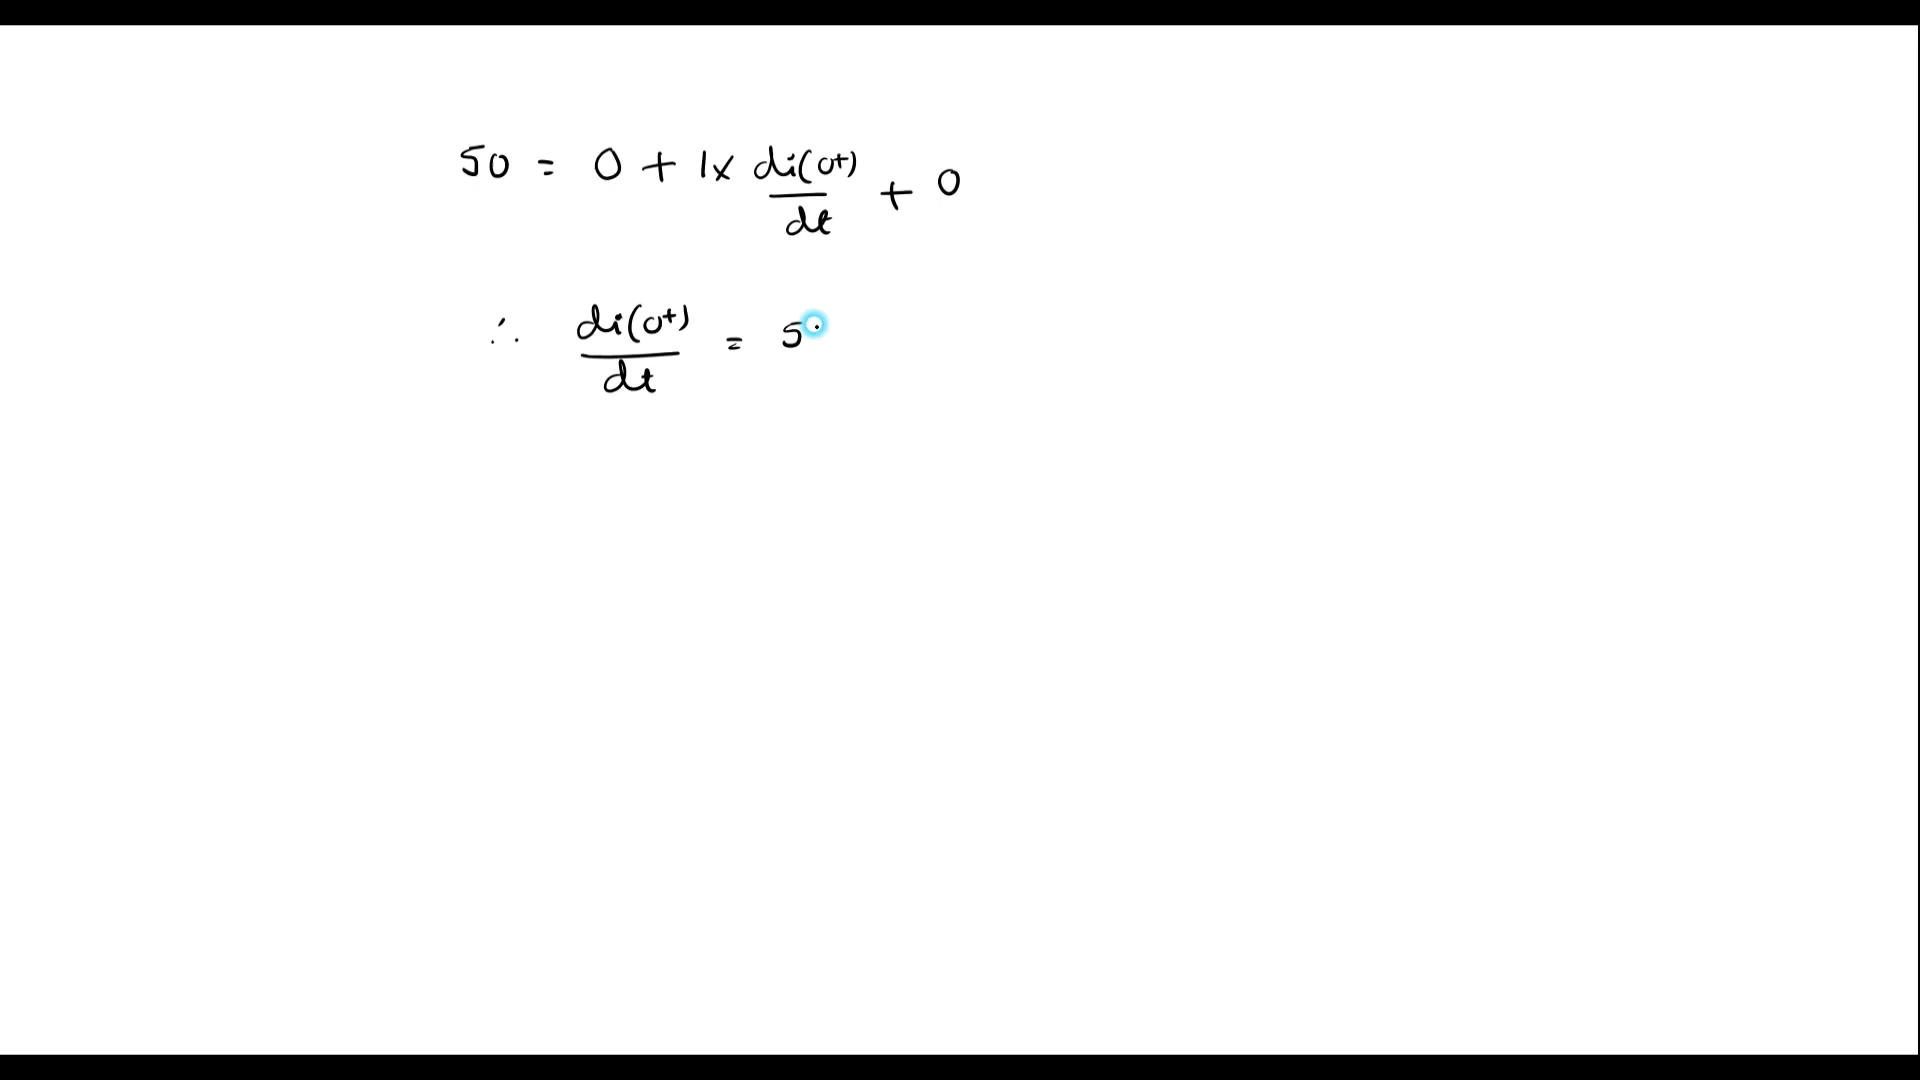 50 = 0 + 1x di(0+)/dt + 0
∴ di(0+)/dt = 5